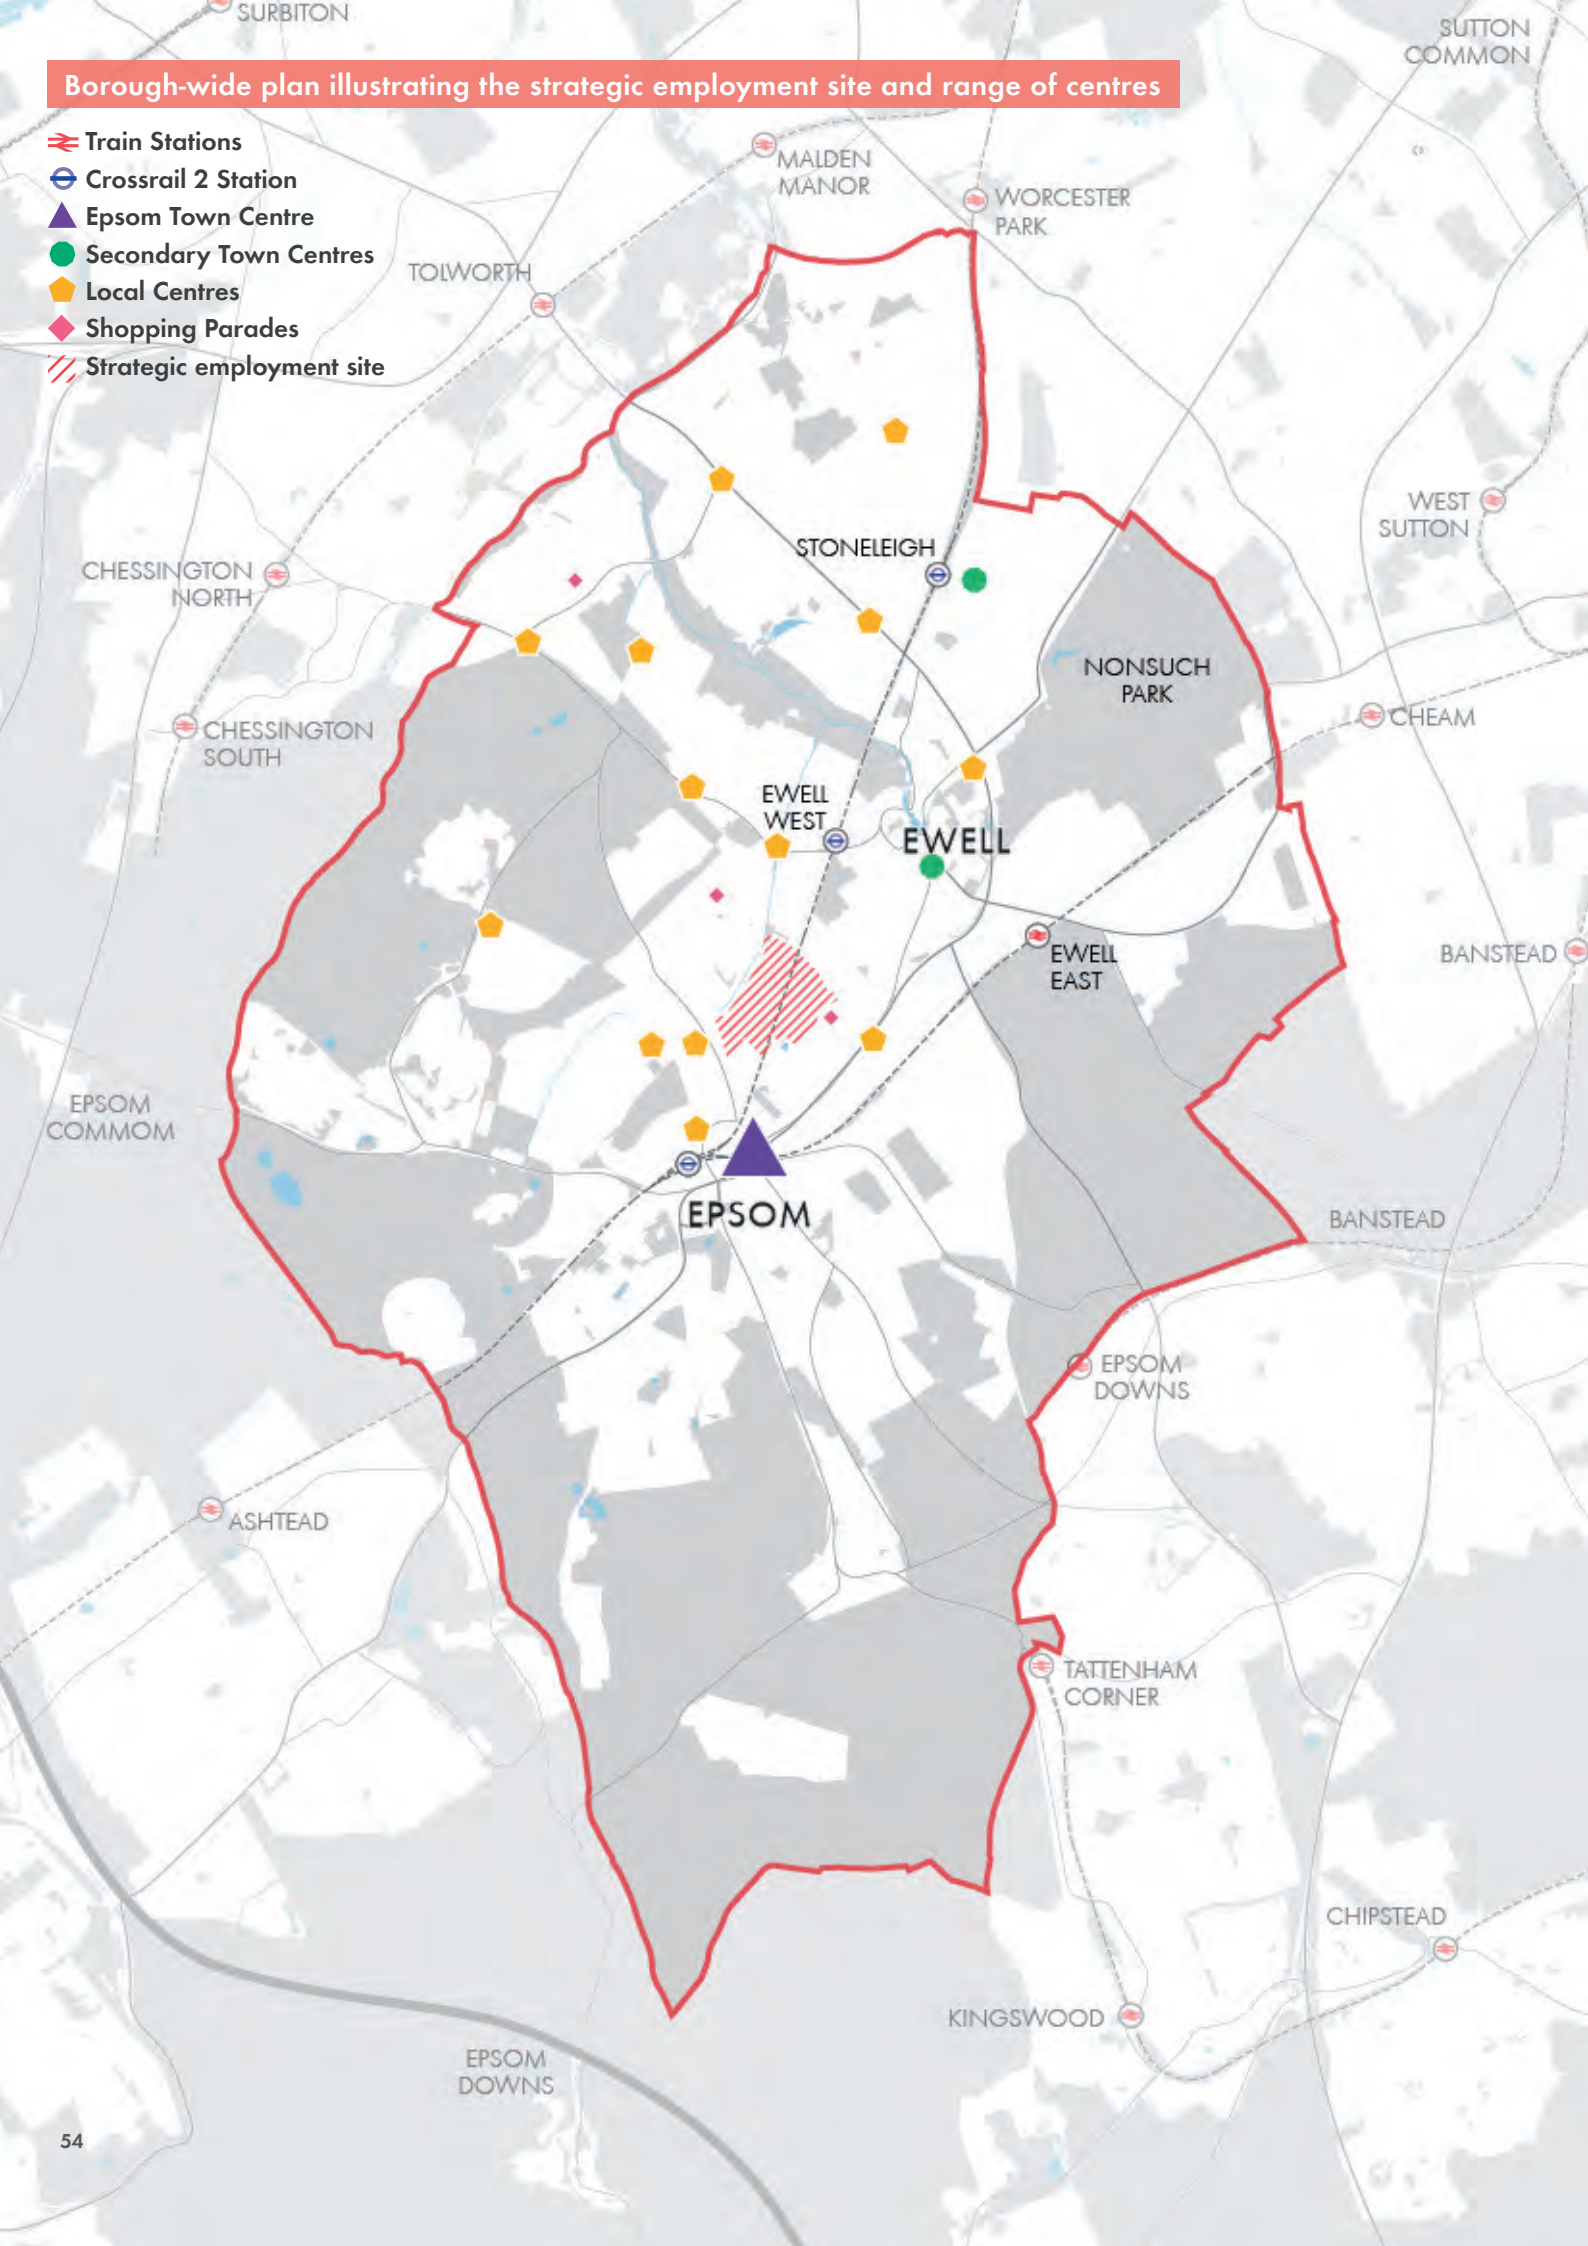 SURBITON
SUTTON
COMMON
Borough-wide plan illustrating the strategic employment site and range of centres
Train Stations
Crossrail 2 Station
Epsom Town Centre
Secondary Town Centres
Local Centres
Shopping Parades
Strategic employment site
MALDEN
MANOR
WORCESTER
PARK
TOLWORTH
WEST
SUTTON
STONELEIGH
CHESSINGTON
NORTH
NONSUCH
PARK
CHESSINGTON
SOUTH
CHEAM
EWELL
WEST
EWELL
EWELL
EAST
BANSTEAD
EPSOM
COMMOM
EPSOM
BANSTEAD
EPSOM
DOWNS
ASHTEAD
TATTENHAM
CORNER
CHIPSTEAD
KINGSWOOD
EPSOM
DOWNS
54